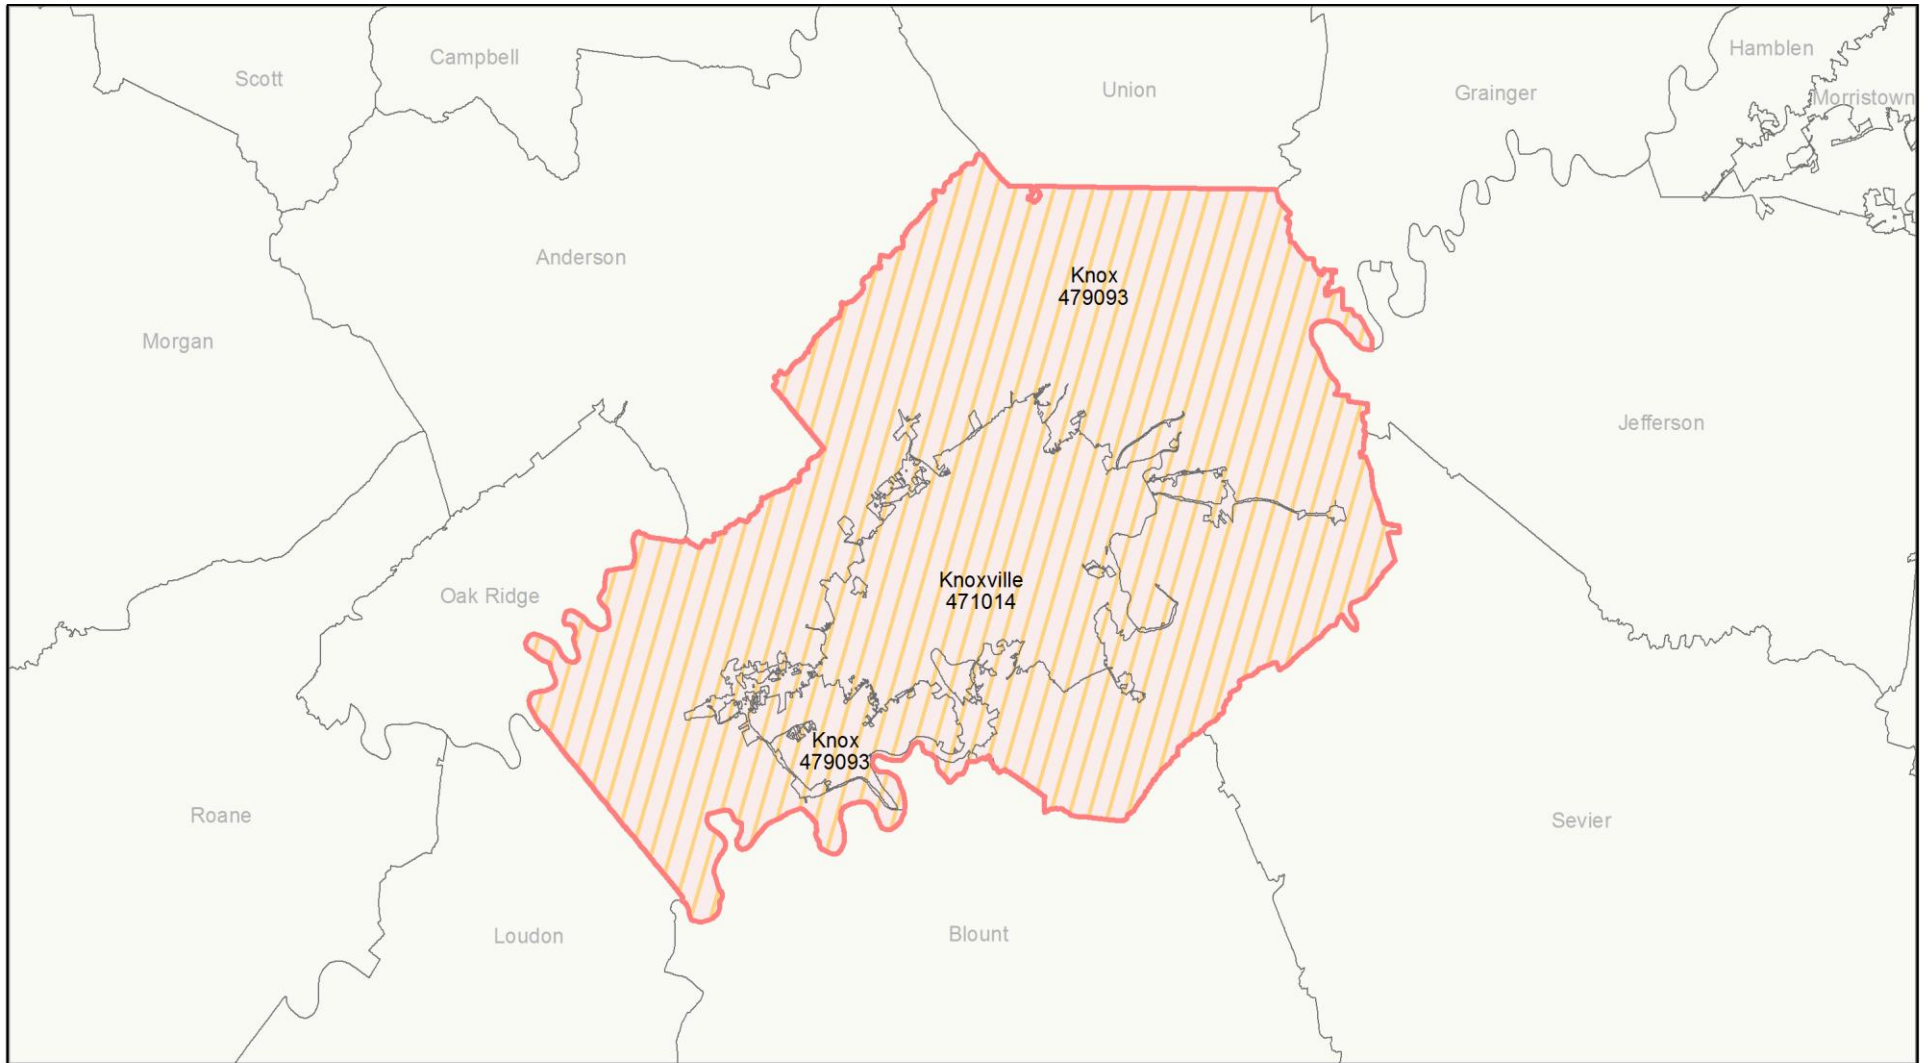 Scott
Campbell
Union
Grainger
Hamblen
Morristown
Anderson
Knox
479093
Morgan
Jefferson
Oak Ridge
Knoxville
471014
Knox
479093
Roane
Sevier
Loudon
Blount